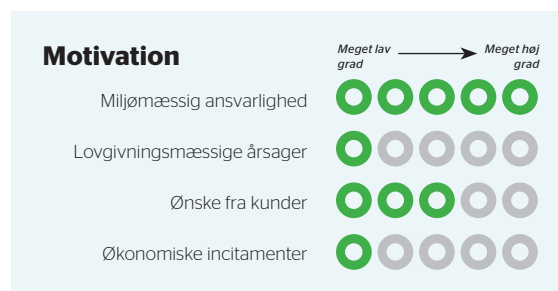 Motivation
Meget lav grad
Meget høj grad
Miljømæssig ansvarlighed
Lovgivningsmæssige årsager
Ønske fra kunder
Økonomiske incitamenter